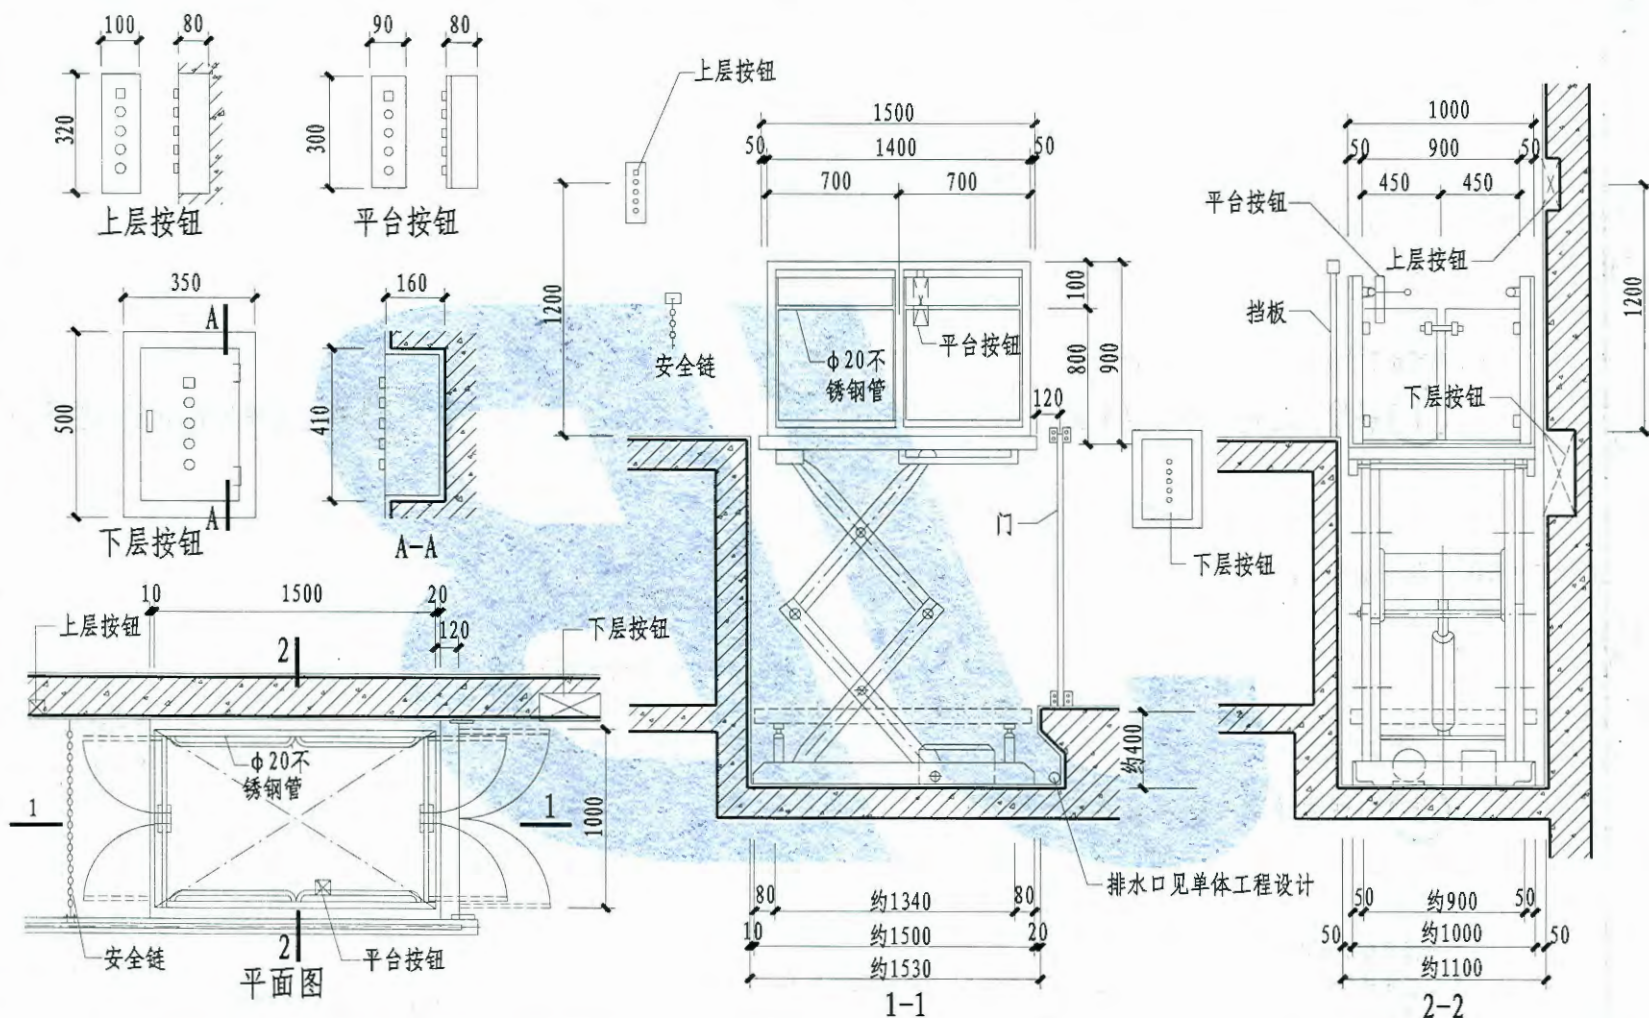 100
80
320
上层按钮
90
80
300
平台按钮
350
A
500
A
下层按钮
160
410
A-A
10
1500
20
120
上层按钮
2
下层按钮
φ20不
锈钢管
1
1
1000
安全链
2
平台按钮
平面图
上层按钮
1200
安全链
1500
50
1400
50
700
700
100
800
900
φ20不
锈钢管
平台按钮
120
门
下层按钮
约400
排水口见单体工程设计
80
约1340
80
10
约1500
20
约1530
1-1
1000
50
900
50
450
450
平台按钮
上层按钮
挡板
1200
下层按钮
50
约900
50
50
约1000
50
约1100
2-2